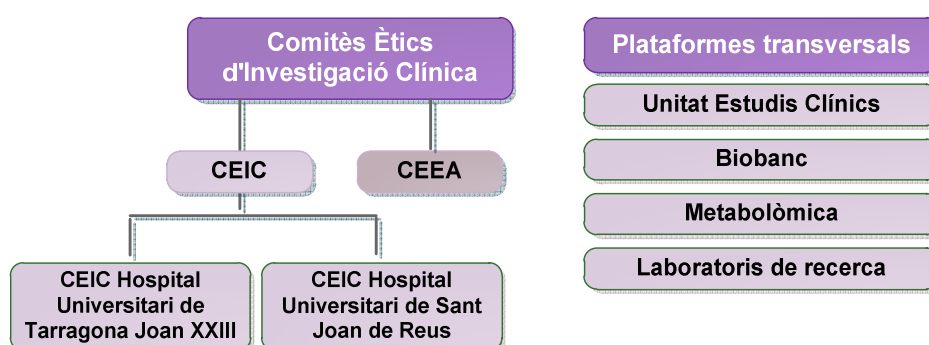 Comitès Ètics
d'Investigació Clínica
CEIC
CEEA
CEIC Hospital
Universitari de
Tarragona Joan XXIII
CEIC Hospital
Universitari de Sant
Joan de Reus
Plataformes transversals
Unitat Estudis Clínics
Biobanc
Metabolòmica
Laboratoris de recerca